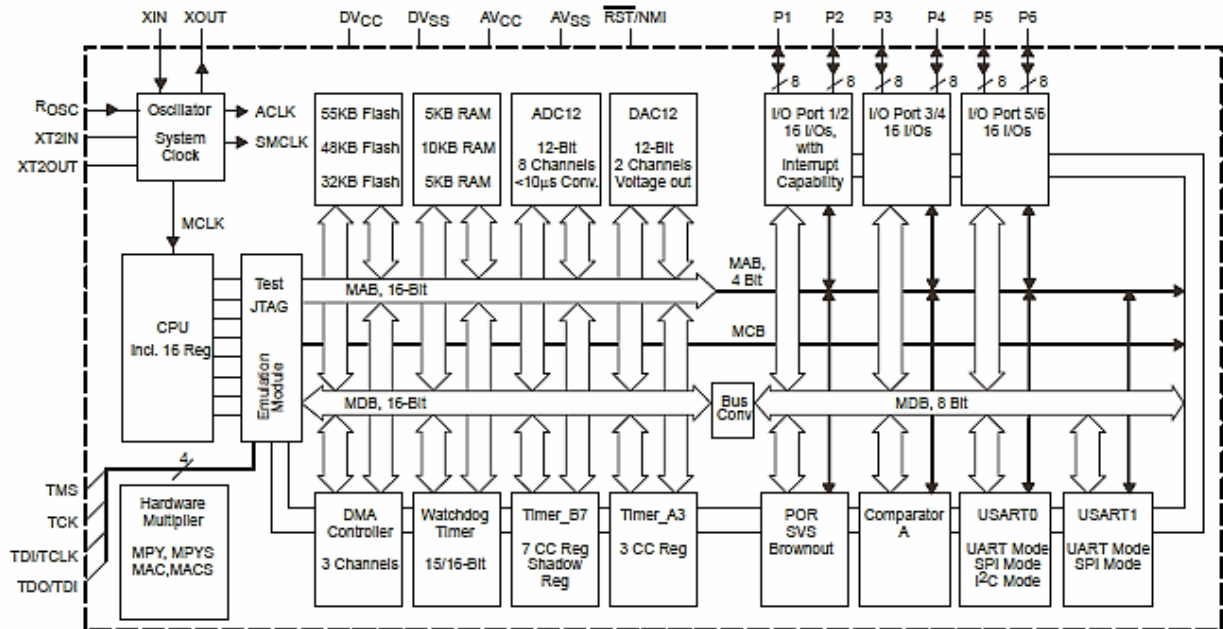 XIN XOUT DVCC DVSS AVCC AVSS RST/NMI P1 P2 P3 P4 P5 P6
8 8 8 8 8 8
ROSC
XT2IN
XT2OUT
Oscillator
System
Clock
ACLK
SMCLK
MCLK
55KB Flash
48KB Flash
32KB Flash
5KB RAM
10KB RAM
5KB RAM
ADC12
12-Bit
8 Channels
<10µs Conv.
DAC12
12-Bit
2 Channels
Voltage out
I/O Port 1/2
16 I/Os,
with
Interrupt
Capability
I/O Port 3/4
16 I/Os
I/O Port 5/6
16 I/Os
CPU
Incl. 16 Reg
Test
JTAG
Emulation
Module
MAB, 16-Bit
MAB,
4 Bit
MCB
MDB, 16-Bit
Bus
Conv
MDB, 8 Bit
4
TMS
TCK
TDI/TCLK
TDO/TDI
Hardware
Multiplier
MPY, MPYS
MAC,MACS
DMA
Controller
3 Channels
Watchdog
Timer
15/16-Bit
Timer_B7
7 CC Reg
Shadow
Reg
Timer_A3
3 CC Reg
POR
SVS
Brownout
Comparator
A
USART0
UART Mode
SPI Mode
I²C Mode
USART1
UART Mode
SPI Mode